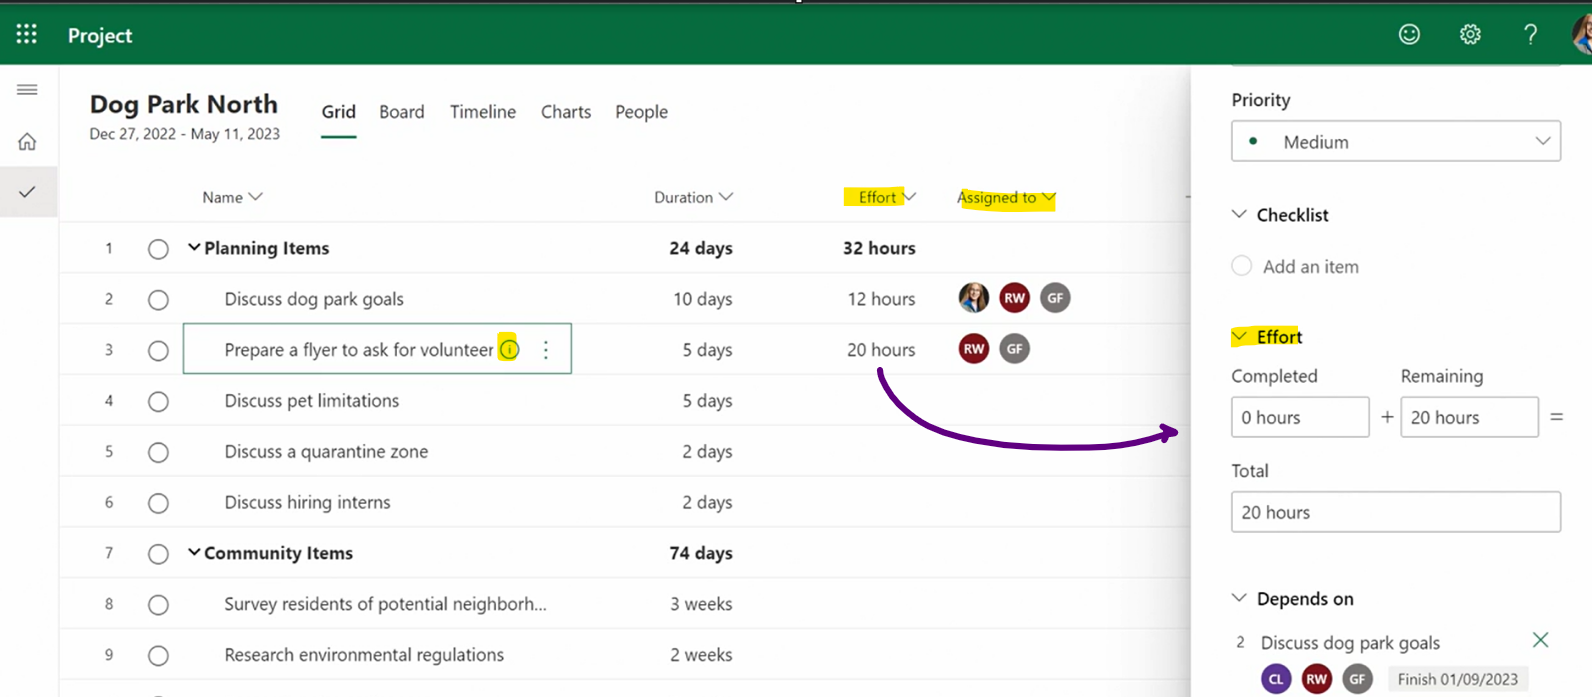 Project
?
Dog Park North
Dec 27, 2022 - May 11, 2023
Grid Board Timeline Charts People
Name Duration Effort Assigned to
1 Planning Items 24 days 32 hours
2 Discuss dog park goals 10 days 12 hours RW GF
3 Prepare a flyer to ask for volunteer 5 days 20 hours RW GF
4 Discuss pet limitations 5 days
5 Discuss a quarantine zone 2 days
6 Discuss hiring interns 2 days
7 Community Items 74 days
8 Survey residents of potential neighborh... 3 weeks
9 Research environmental regulations 2 weeks
Priority
Medium
Checklist
Add an item
Effort
Completed Remaining
0 hours + 20 hours =
Total
20 hours
Depends on
2 Discuss dog park goals
CL RW GF Finish 01/09/2023